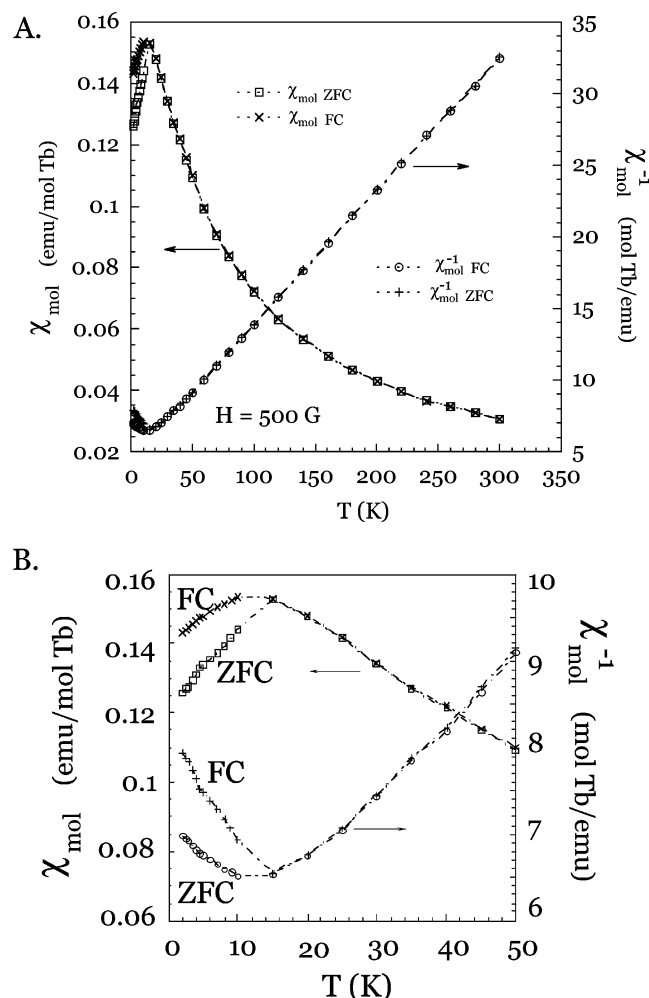 A.
0.16
0.14
0.12
0.1
0.08
0.06
0.04
0.02
χmol (emu/mol Tb)
χmol ZFC
χmol FC
χ-1mol FC
χ-1mol ZFC
H = 500 G
35
30
25
20
15
10
5
χ-1mol (mol Tb/emu)
0 50 100 150 200 250 300 350
T (K)
B.
0.16
0.14
0.12
0.1
0.08
0.06
χmol (emu/mol Tb)
FC
ZFC
FC
ZFC
10
9
8
7
6
χ-1mol (mol Tb/emu)
0 10 20 30 40 50
T (K)